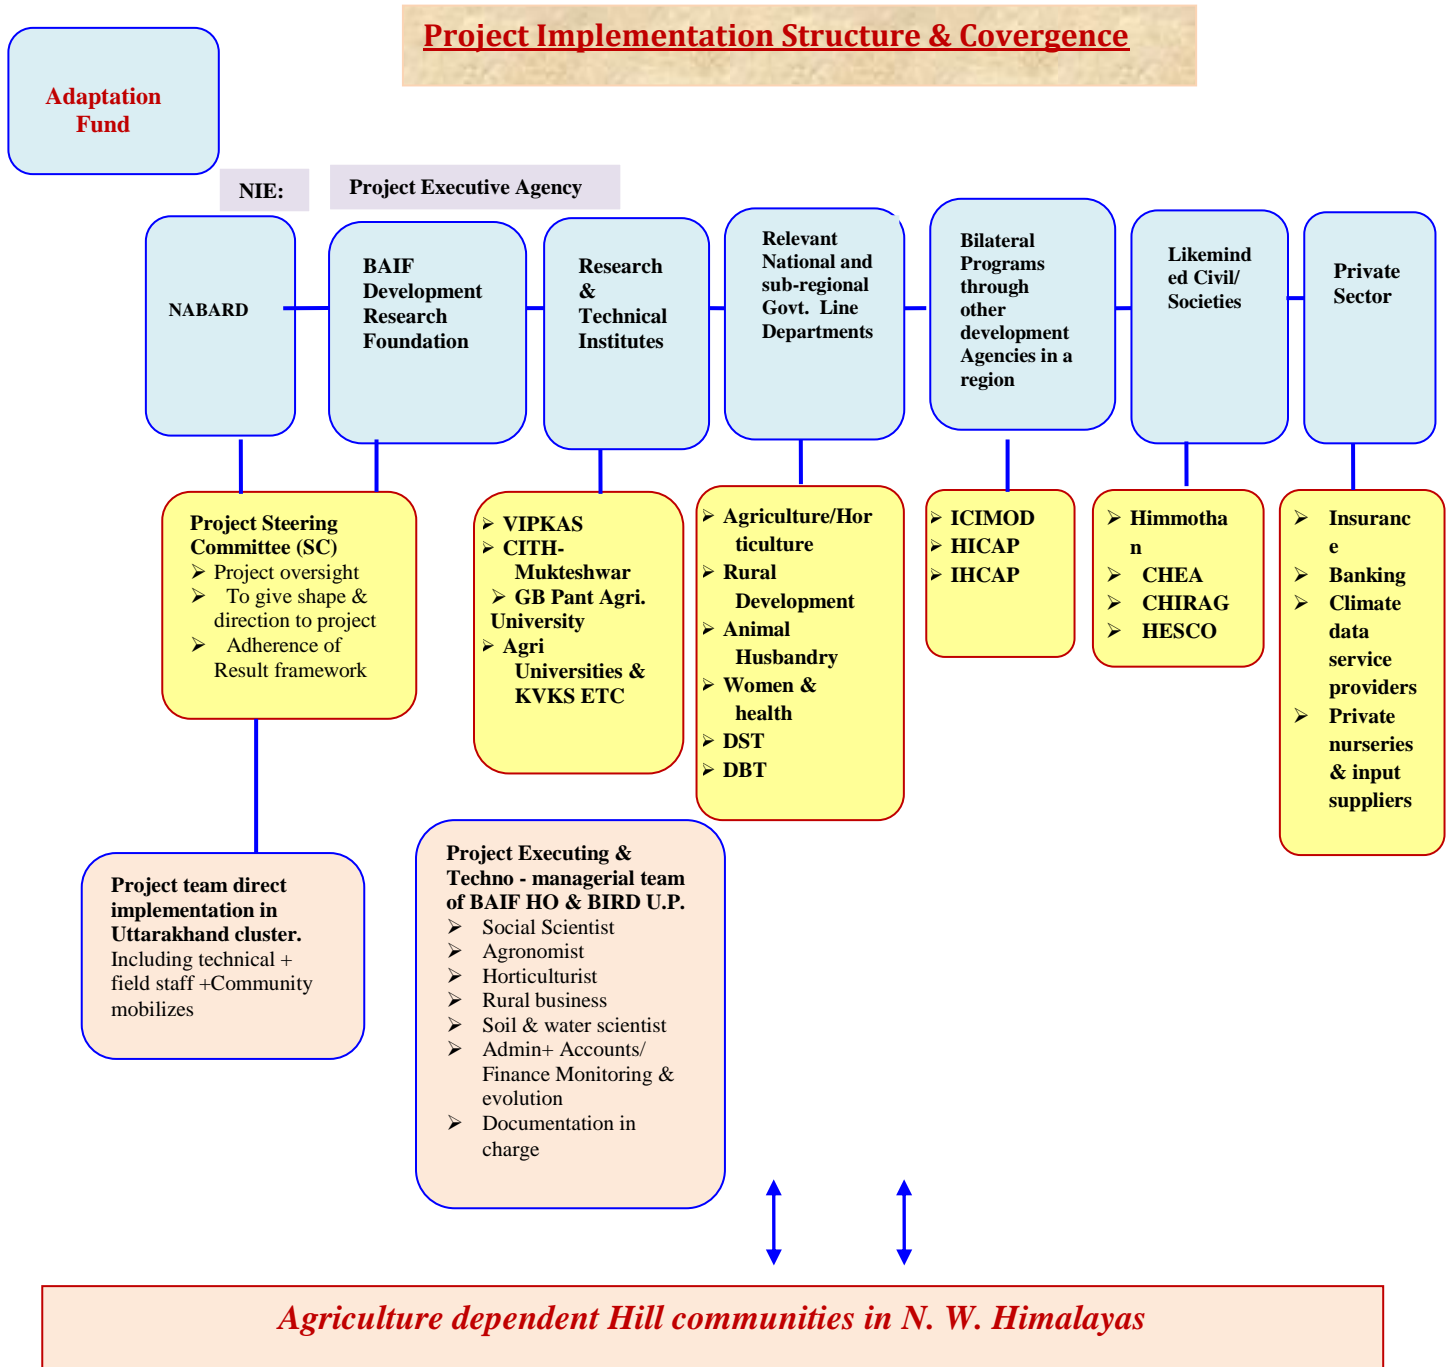 Project Implementation Structure & Covergence
Adaptation
Fund
NIE:
Project Executive Agency
NABARD
BAIF
Development
Research
Foundation
Research
&
Technical
Institutes
Relevant
National and
sub-regional
Govt. Line
Departments
Bilateral
Programs
through
other
development
Agencies in a
region
Likemind
ed Civil/
Societies
Private
Sector
Project Steering
Committee (SC)
➢ Project oversight
➢ To give shape &
direction to project
➢ Adherence of
Result framework
➢ VIPKAS
➢ CITH-
Mukteshwar
➢ GB Pant Agri.
University
➢ Agri
Universities &
KVKS ETC
➢ Agriculture/Hor
ticulture
➢ Rural
Development
➢ Animal
Husbandry
➢ Women &
health
➢ DST
➢ DBT
➢ ICIMOD
➢ HICAP
➢ IHCAP
➢ Himmotha
n
➢ CHEA
➢ CHIRAG
➢ HESCO
➢ Insuranc
e
➢ Banking
➢ Climate
data
service
providers
➢ Private
nurseries
& input
suppliers
Project team direct
implementation in
Uttarakhand cluster.
Including technical +
field staff +Community
mobilizes
Project Executing &
Techno - managerial team
of BAIF HO & BIRD U.P.
➢ Social Scientist
➢ Agronomist
➢ Horticulturist
➢ Rural business
➢ Soil & water scientist
➢ Admin+ Accounts/
Finance Monitoring &
evolution
➢ Documentation in
charge
Agriculture dependent Hill communities in N. W. Himalayas